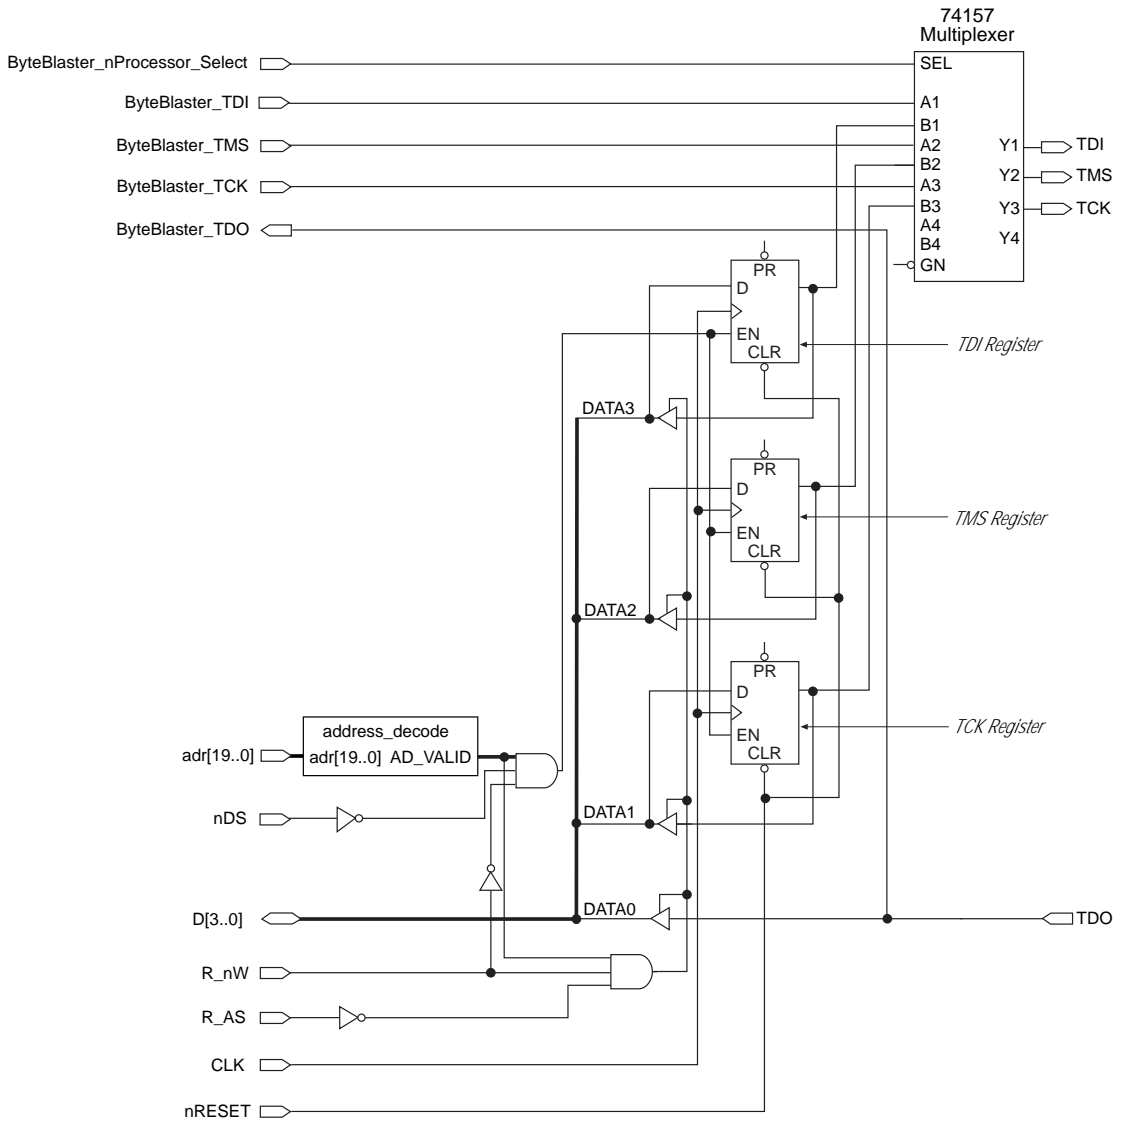 74157
Multiplexer
ByteBlaster_nProcessor_Select
SEL
ByteBlaster_TDI
A1
B1
ByteBlaster_TMS
A2
Y1
TDI
B2
ByteBlaster_TCK
A3
Y2
TMS
B3
Y3
TCK
ByteBlaster_TDO
A4
B4
Y4
GN
PR
D
EN
CLR
TDI Register
DATA3
PR
D
EN
CLR
TMS Register
DATA2
PR
D
EN
CLR
TCK Register
address_decode
adr[19..0]
adr[19..0] AD_VALID
nDS
DATA1
D[3..0]
DATA0
TDO
R_nW
R_AS
CLK
nRESET